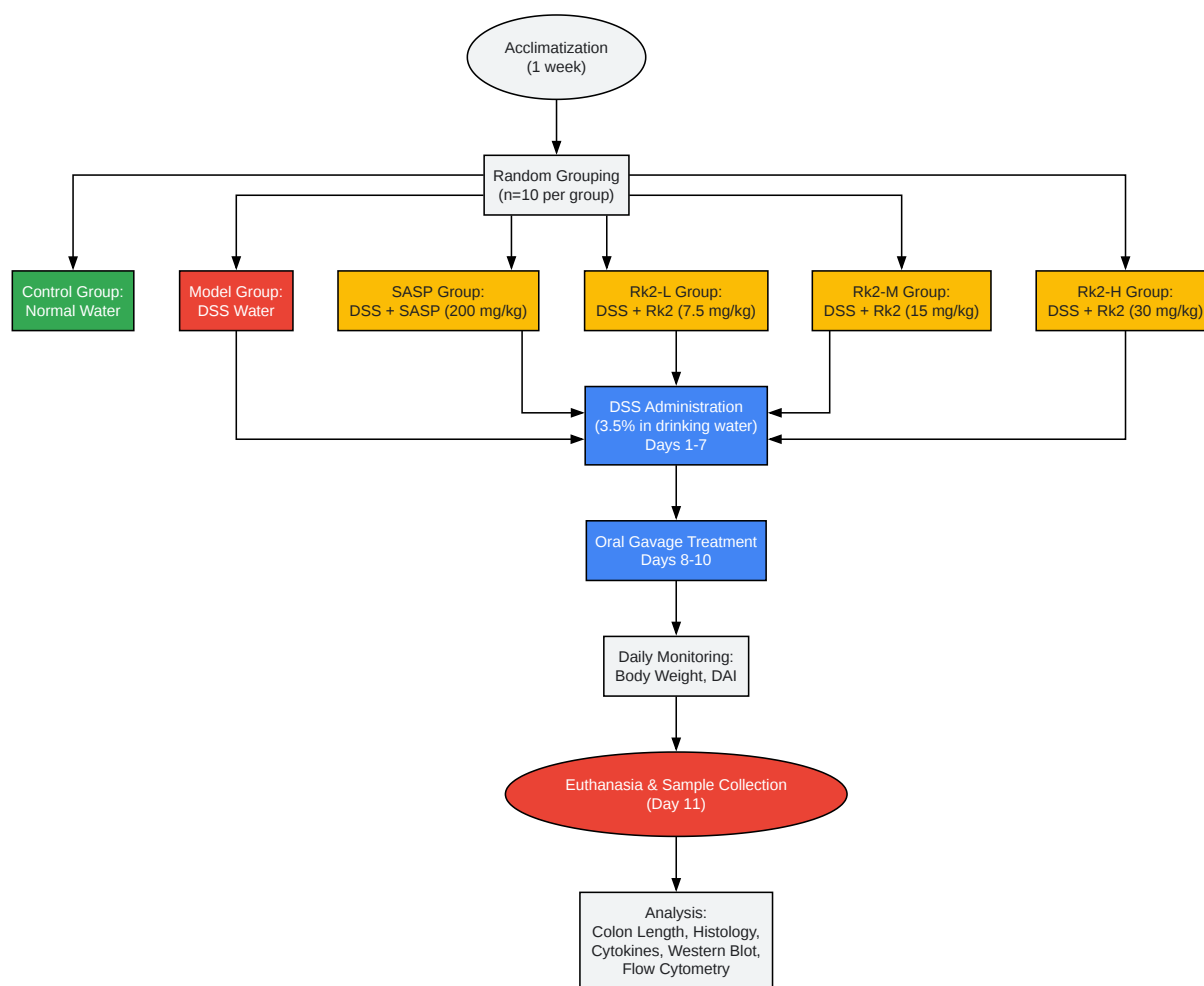 Acclimatization
(1 week)
Random Grouping
(n=10 per group)
Control Group:
Normal Water
Model Group:
DSS Water
SASP Group:
DSS + SASP (200 mg/kg)
Rk2-L Group:
DSS + Rk2 (7.5 mg/kg)
Rk2-M Group:
DSS + Rk2 (15 mg/kg)
Rk2-H Group:
DSS + Rk2 (30 mg/kg)
DSS Administration
(3.5% in drinking water)
Days 1-7
Oral Gavage Treatment
Days 8-10
Daily Monitoring:
Body Weight, DAI
Euthanasia & Sample Collection
(Day 11)
Analysis:
Colon Length, Histology,
Cytokines, Western Blot,
Flow Cytometry